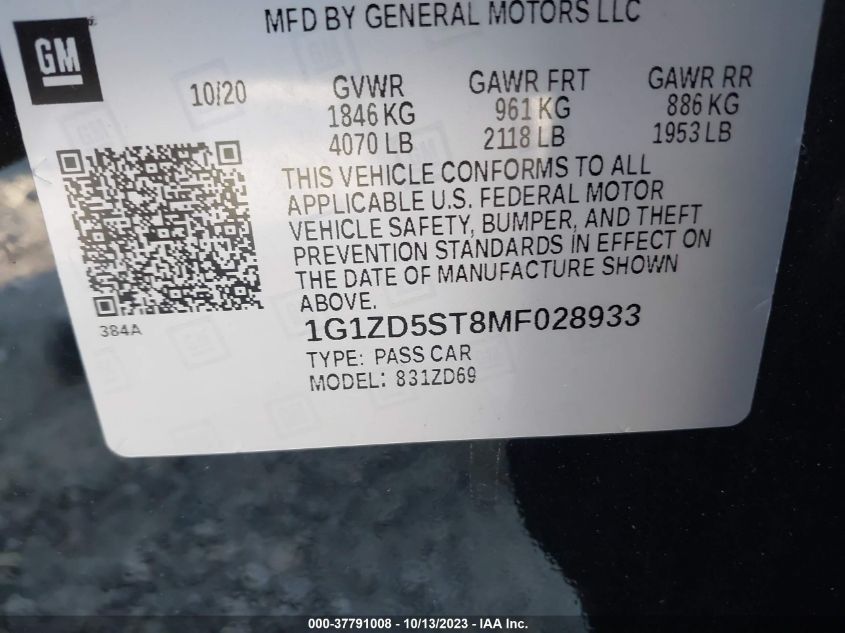 MFD BY GENERAL MOTORS LLC
GM
10/20
GVWR
1846 KG
4070 LB
GAWR FRT
961 KG
2118 LB
GAWR RR
886 KG
1953 LB
THIS VEHICLE CONFORMS TO ALL
APPLICABLE U.S. FEDERAL MOTOR
VEHICLE SAFETY, BUMPER, AND THEFT
PREVENTION STANDARDS IN EFFECT ON
THE DATE OF MANUFACTURE SHOWN
ABOVE.
384A
1G1ZD5ST8MF028933
TYPE: PASS CAR
MODEL: 831ZD69
000-37791008 - 10/13/2023 - IAA Inc.